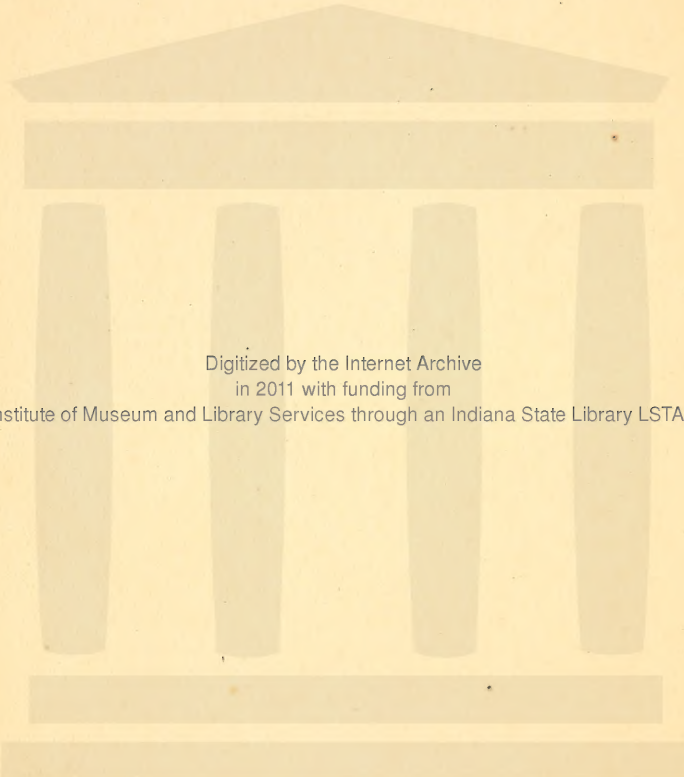 Digitized by the Internet Archive
in 2011 with funding from
nstitute of Museum and Library Services through an Indiana State Library LSTA